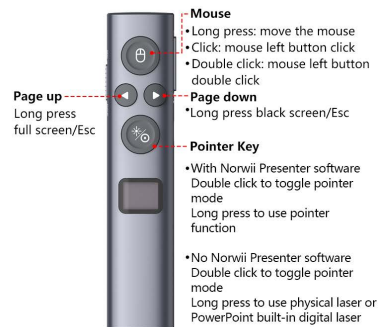 Mouse
•Long press: move the mouse
•Click: mouse left button click
•Double click: mouse left button
double click
Page up
Long press
full screen/Esc
Page down
•Long press black screen/Esc
Pointer Key
•With Norwii Presenter software
Double click to toggle pointer
mode
Long press to use pointer
function
•No Norwii Presenter software
Double click to toggle pointer
mode
Long press to use physical laser or
PowerPoint built-in digital laser